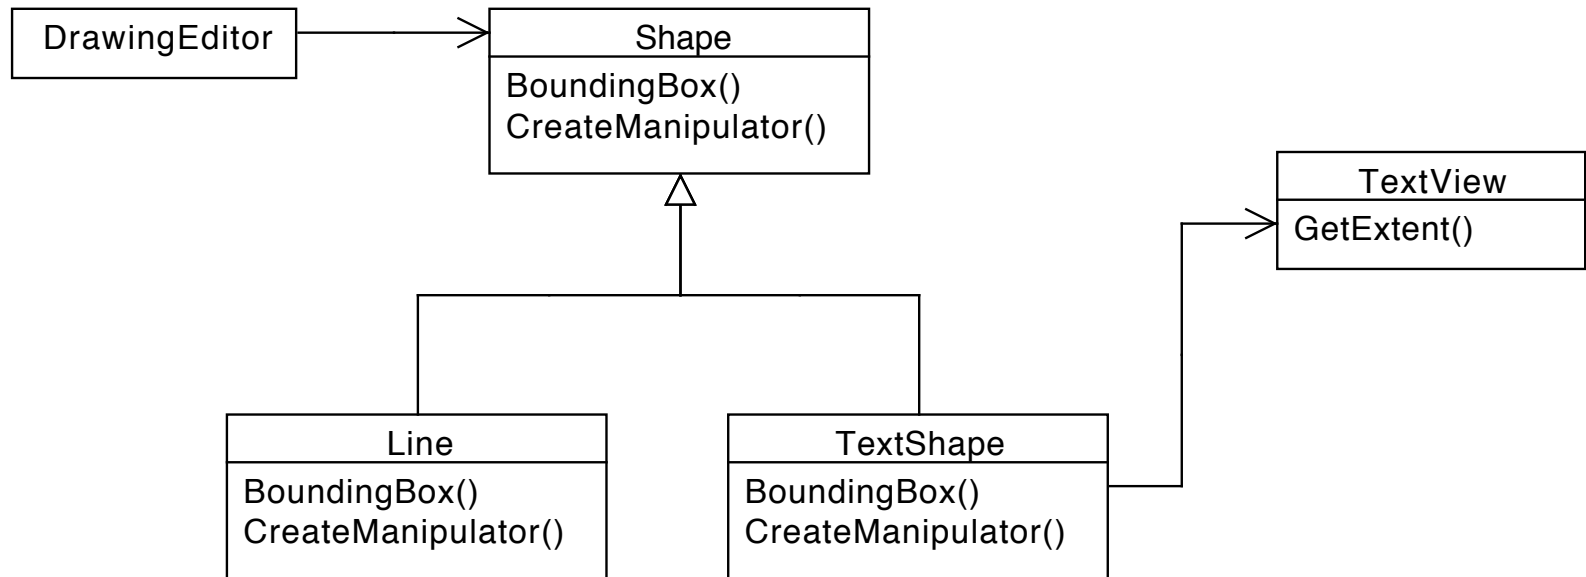 DrawingEditor
Shape
BoundingBox()
CreateManipulator()
TextView
GetExtent()
Line
BoundingBox()
CreateManipulator()
TextShape
BoundingBox()
CreateManipulator()